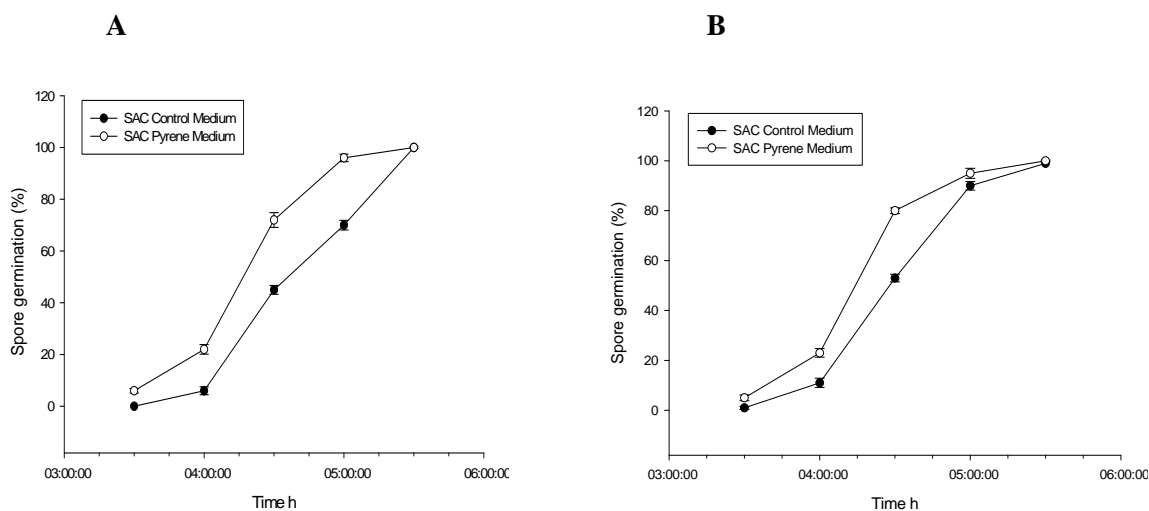 A
120
100
80
60
40
20
0
Spore germination (%)
SAC Control Medium
SAC Pyrene Medium
03:00:00
04:00:00
05:00:00
06:00:00
Time h
B
120
100
80
60
40
20
0
Spore germination (%)
SAC Control Medium
SAC Pyrene Medium
03:00:00
04:00:00
05:00:00
06:00:00
Time h